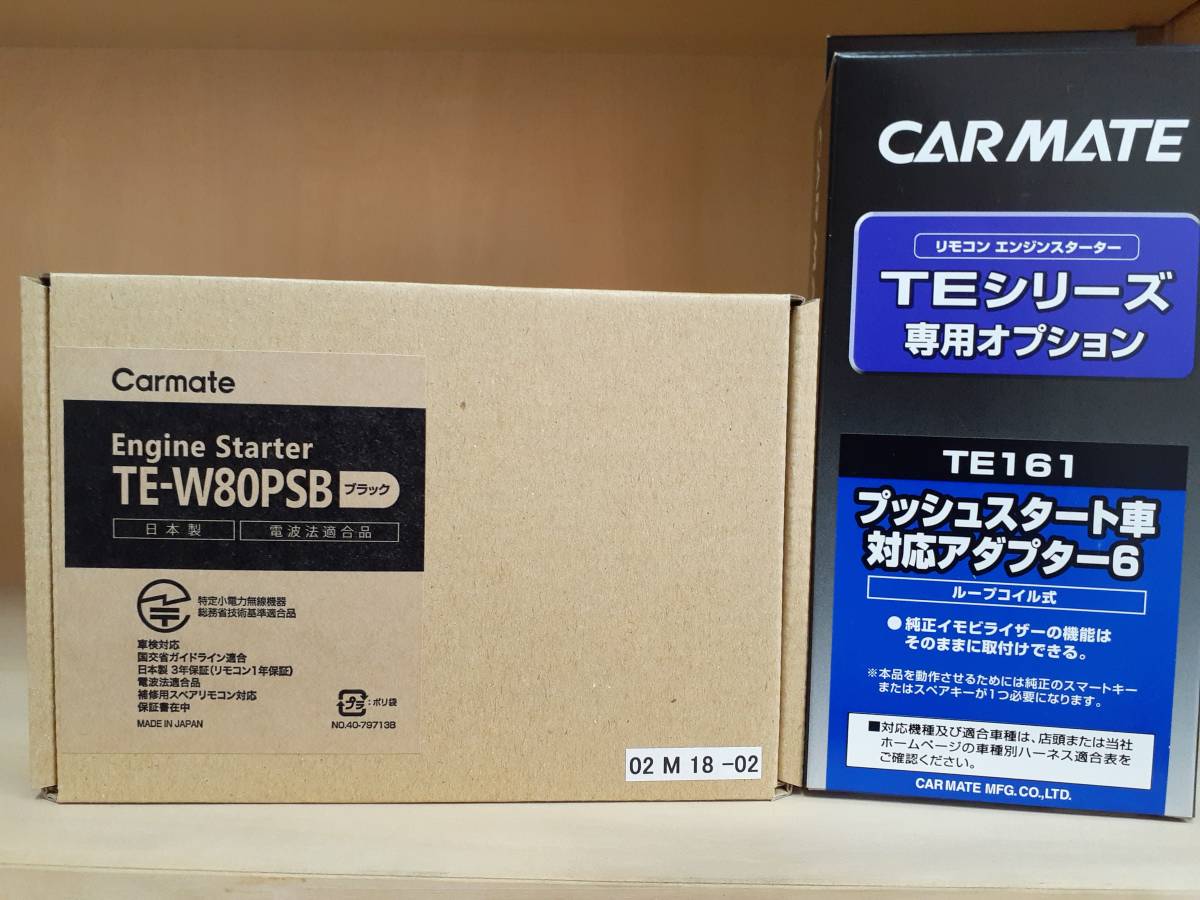 Carmate
Engine Starter
TE-W80PSB ブラック
日本製 電波法適合品
特定小電力無線機器
総務省技術基準適合品
車検対応
国交省ガイドライン適合
日本製 3年保証(リモコン1年保証)
電波法適合品
補修用スペアリモコン対応
保証書在中
MADE IN JAPAN
プラ :ポリ袋
NO.40-79713B
02 M 18 -02
CARMATE
リモコン エンジンスターター
TEシリーズ
専用オプション
TE161
プッシュスタート車
対応アダプター6
ループコイル式
●純正イモビライザーの機能は
そのままに取付けできる。
※本品を動作させるためには純正のスマートキー
またはスペアキーが1つ必要になります。
■対応機種及び適合車種は、店頭または当社
ホームページの車種別ハーネス適合表を
ご確認ください。
CAR MATE MFG.CO.,LTD.